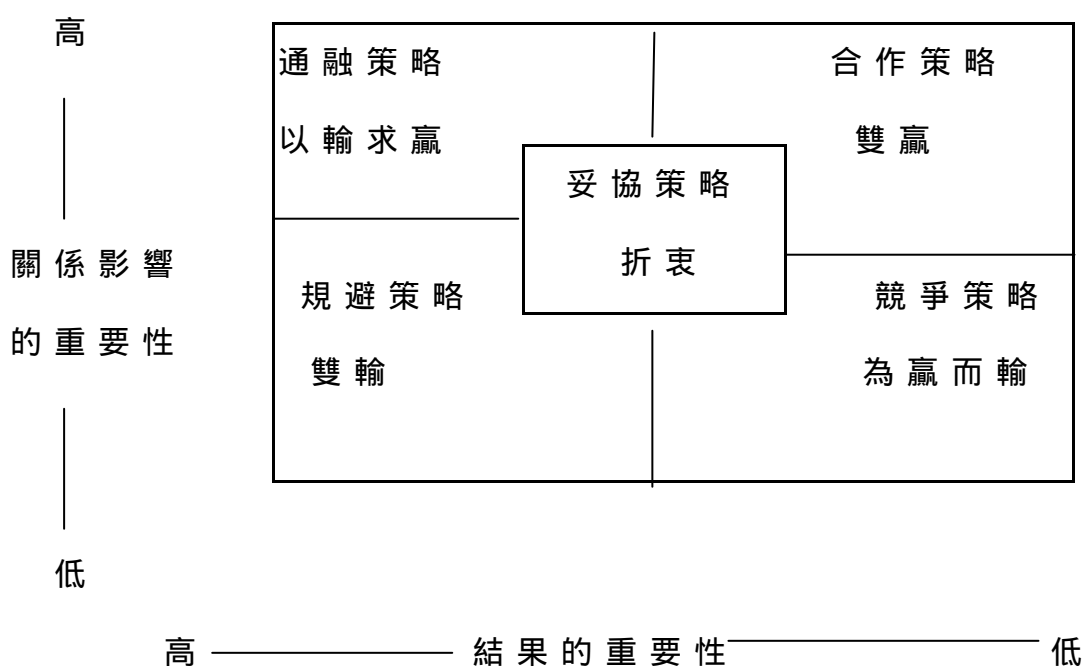 高
通融策略
合作策略
以輸求贏
雙贏
妥協策略
折衷
關係影響
的重要性
規避策略
競爭策略
雙輸
為贏而輸
低
高 結果的重要性 低